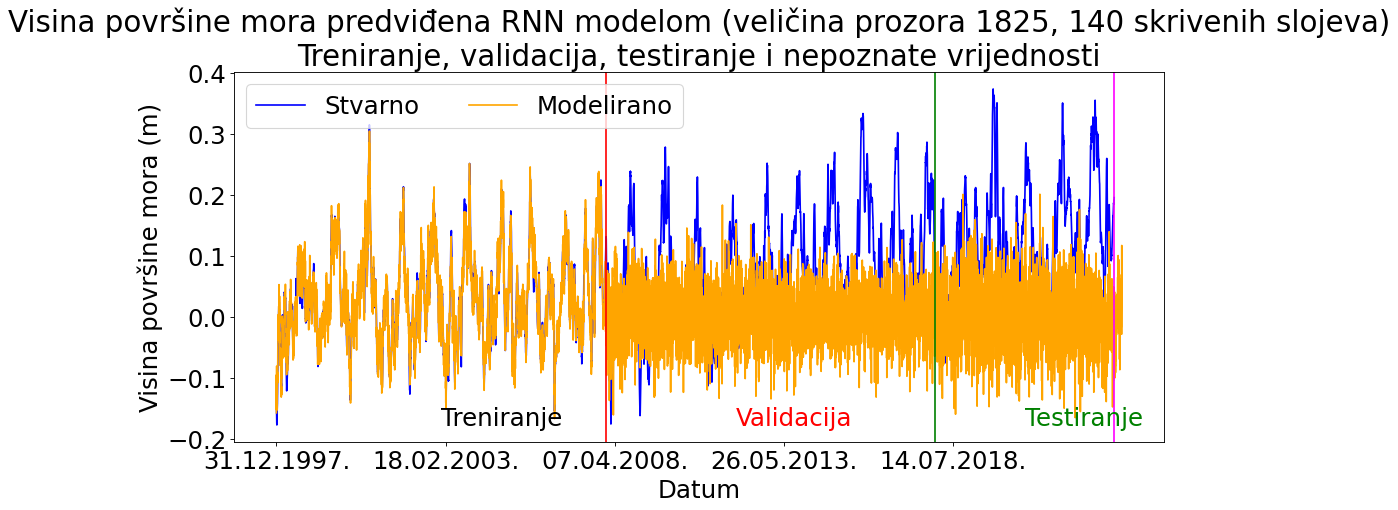 Visina površine mora predviđena RNN modelom (veličina prozora 1825, 140 skrivenih slojeva)
Treniranje, validacija, testiranje i nepoznate vrijednosti
Stvarno
Modelirano
Visina površine mora (m)
0.4
0.3
0.2
0.1
0.0
−0.1
−0.2
Treniranje
Validacija
Testiranje
31.12.1997.
18.02.2003.
07.04.2008.
26.05.2013.
14.07.2018.
Datum